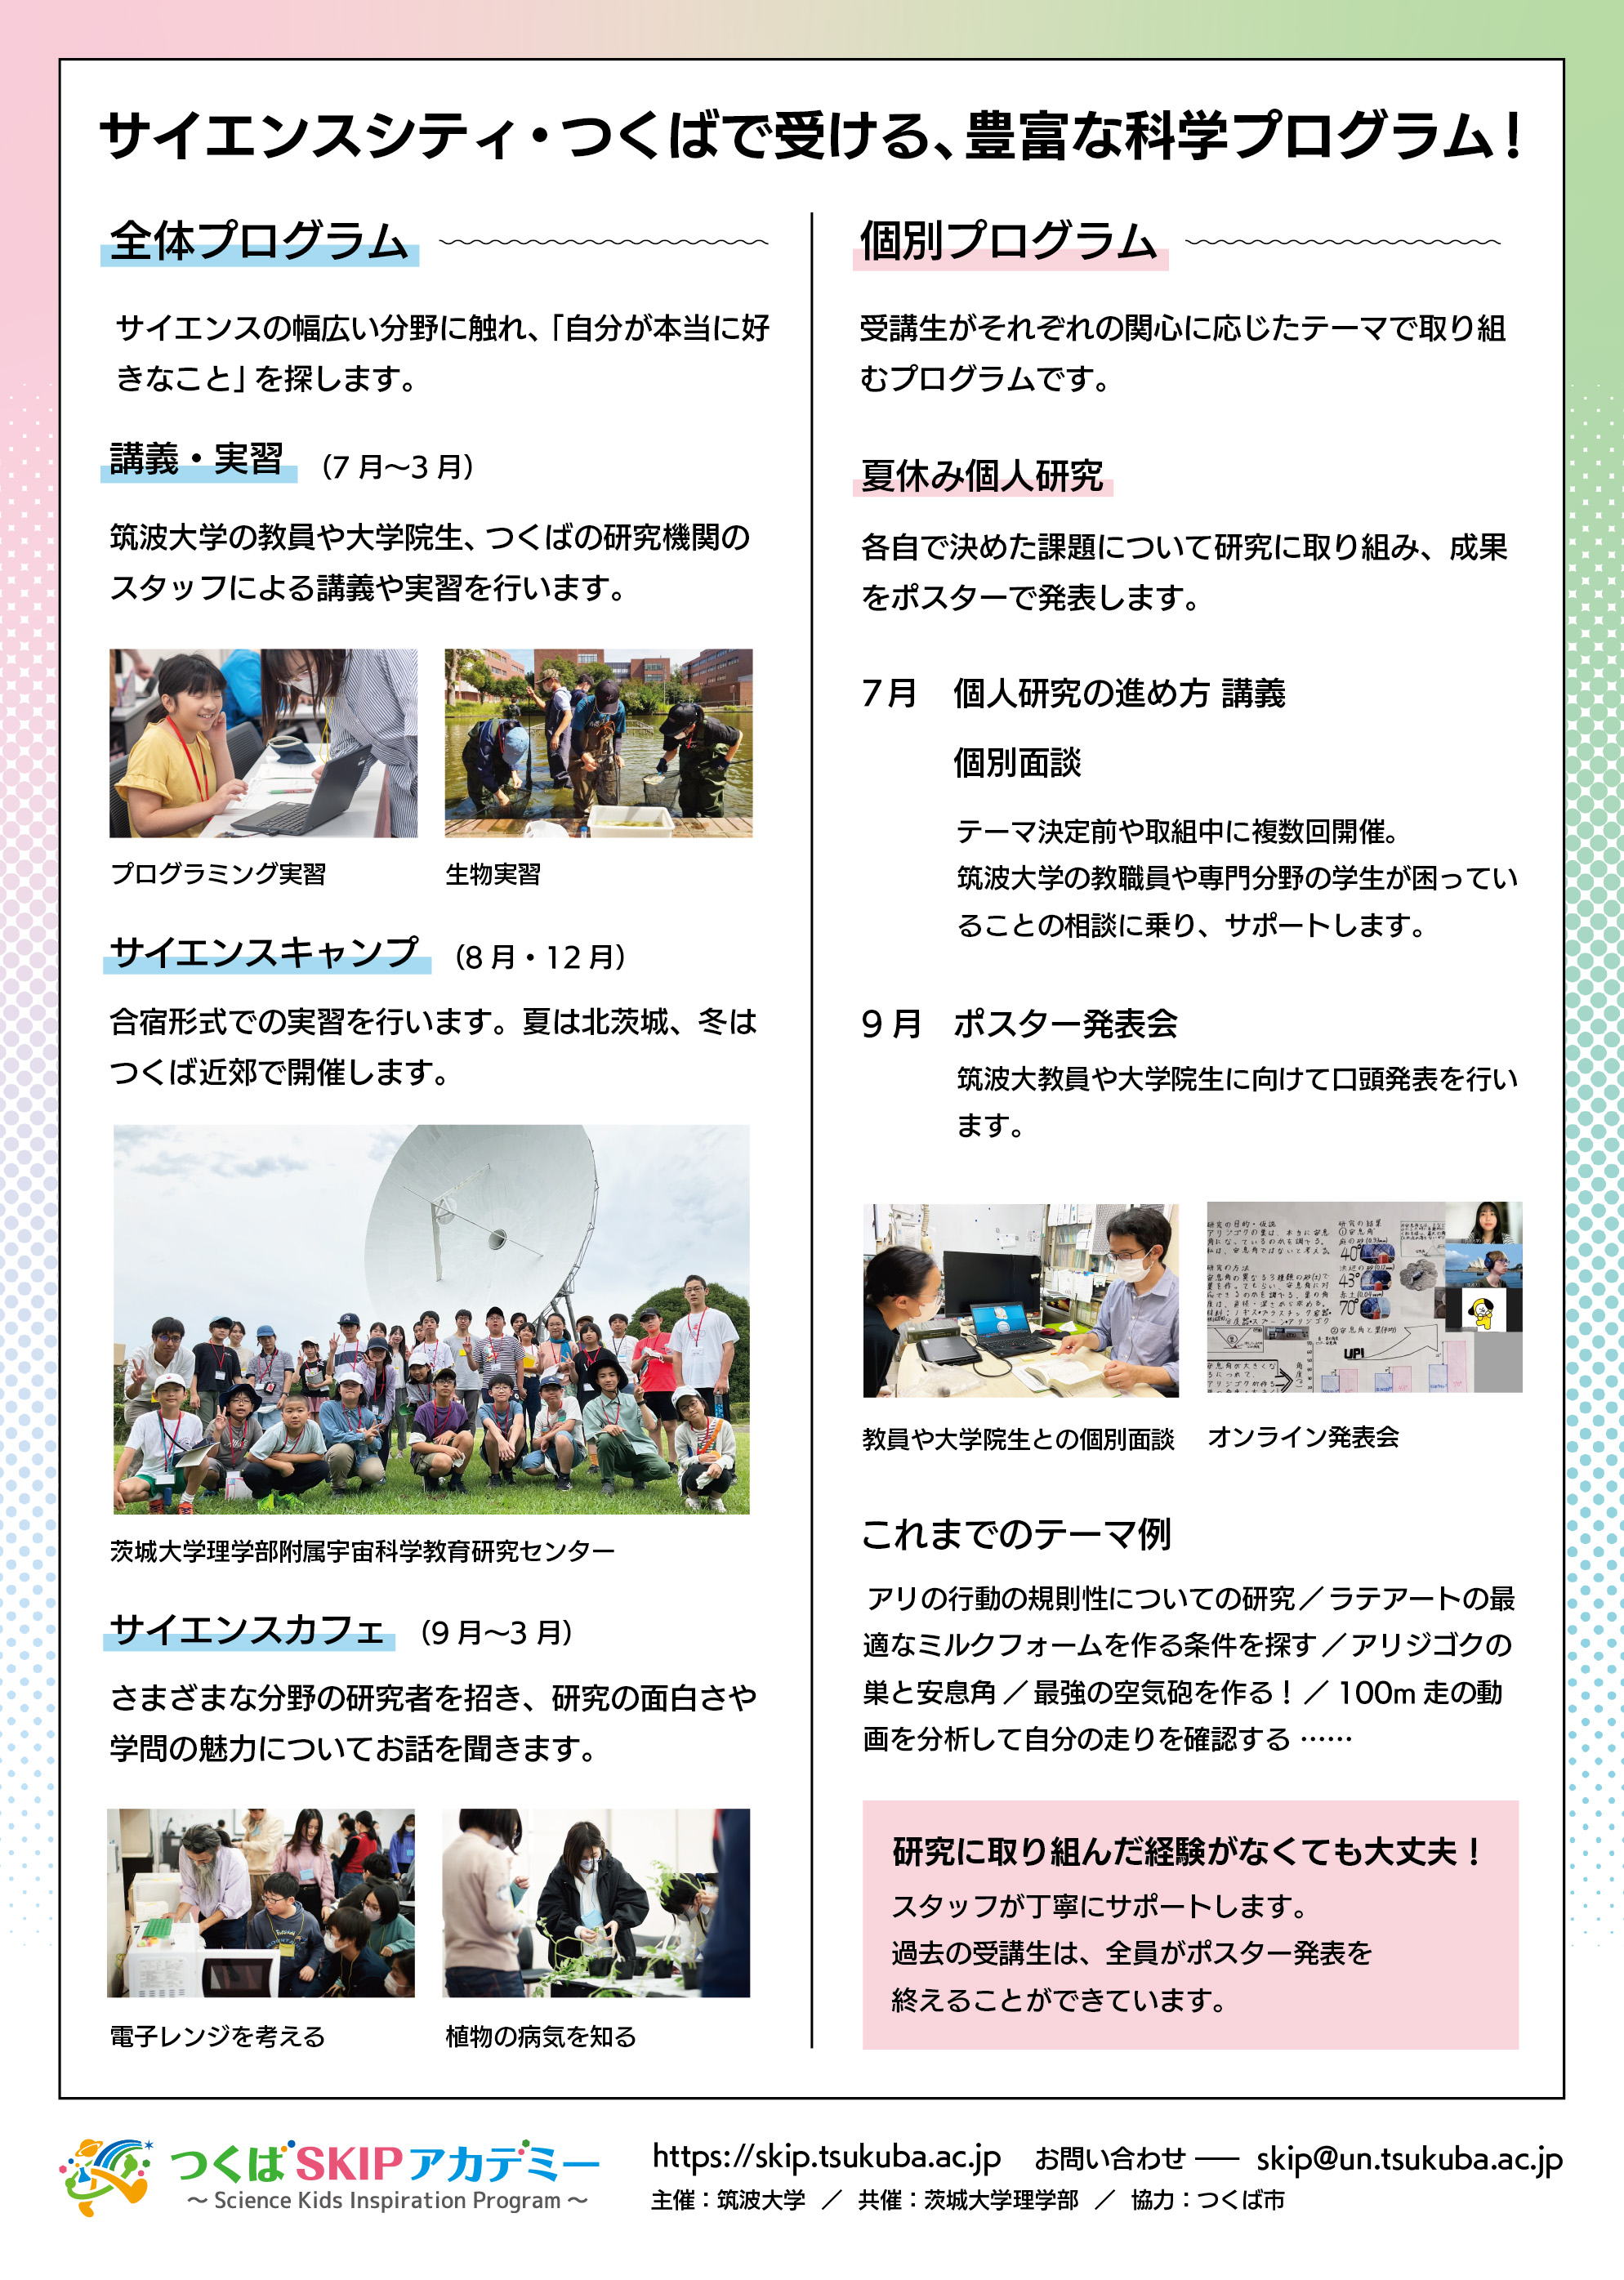 サイエンスシティ・つくばで受ける、豊富な科学プログラム！
全体プログラム
サイエンスの幅広い分野に触れ、「自分が本当に好
きなこと」を探します。
講義・実習 （7月～3月）
筑波大学の教員や大学院生、つくばの研究機関の
スタッフによる講義や実習を行います。
プログラミング実習
生物実習
サイエンスキャンプ （8月・12月）
合宿形式での実習を行います。夏は北茨城、冬は
つくば近郊で開催します。
茨城大学理学部附属宇宙科学教育研究センター
サイエンスカフェ （9月～3月）
さまざまな分野の研究者を招き、研究の面白さや
学問の魅力についてお話を聞きます。
電子レンジを考える
植物の病気を知る
個別プログラム
受講生がそれぞれの関心に応じたテーマで取り組
むプログラムです。
夏休み個人研究
各自で決めた課題について研究に取り組み、成果
をポスターで発表します。
7月 個人研究の進め方 講義
個別面談
テーマ決定前や取組中に複数回開催。
筑波大学の教職員や専門分野の学生が困ってい
ることの相談に乗り、サポートします。
9月 ポスター発表会
筑波大教員や大学院生に向けて口頭発表を行い
ます。
研究の目的・仮説
研究の方法
研究の結果
40°
43°
70°
UP!
教員や大学院生との個別面談
オンライン発表会
これまでのテーマ例
アリの行動の規則性についての研究／ラテアートの最
適なミルクフォームを作る条件を探す／アリジゴクの
巣と安息角／最強の空気砲を作る！／100m走の動
画を分析して自分の走りを確認する……
研究に取り組んだ経験がなくても大丈夫！
スタッフが丁寧にサポートします。
過去の受講生は、全員がポスター発表を
終えることができています。
つくばSKIPアカデミー
～Science Kids Inspiration Program～
https://skip.tsukuba.ac.jp お問い合わせ── skip@un.tsukuba.ac.jp
主催：筑波大学 ／ 共催：茨城大学理学部 ／ 協力：つくば市